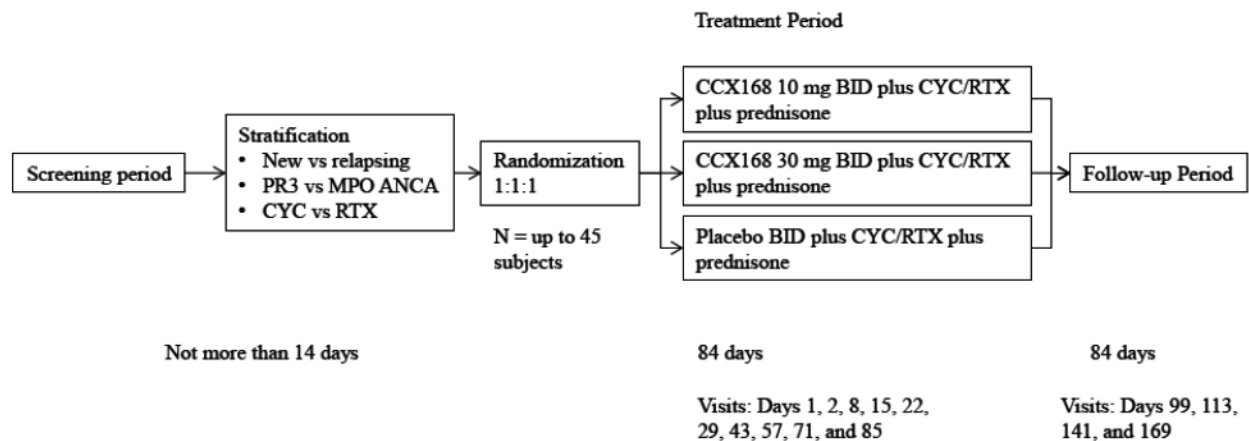 Treatment Period
Screening period
Stratification
• New vs relapsing
• PR3 vs MPO ANCA
• CYC vs RTX
Randomization
1:1:1
N = up to 45
subjects
CCX168 10 mg BID plus CYC/RTX
plus prednisone
CCX168 30 mg BID plus CYC/RTX
plus prednisone
Placebo BID plus CYC/RTX plus
prednisone
Follow-up Period
Not more than 14 days
84 days
Visits: Days 1, 2, 8, 15, 22,
29, 43, 57, 71, and 85
84 days
Visits: Days 99, 113,
141, and 169